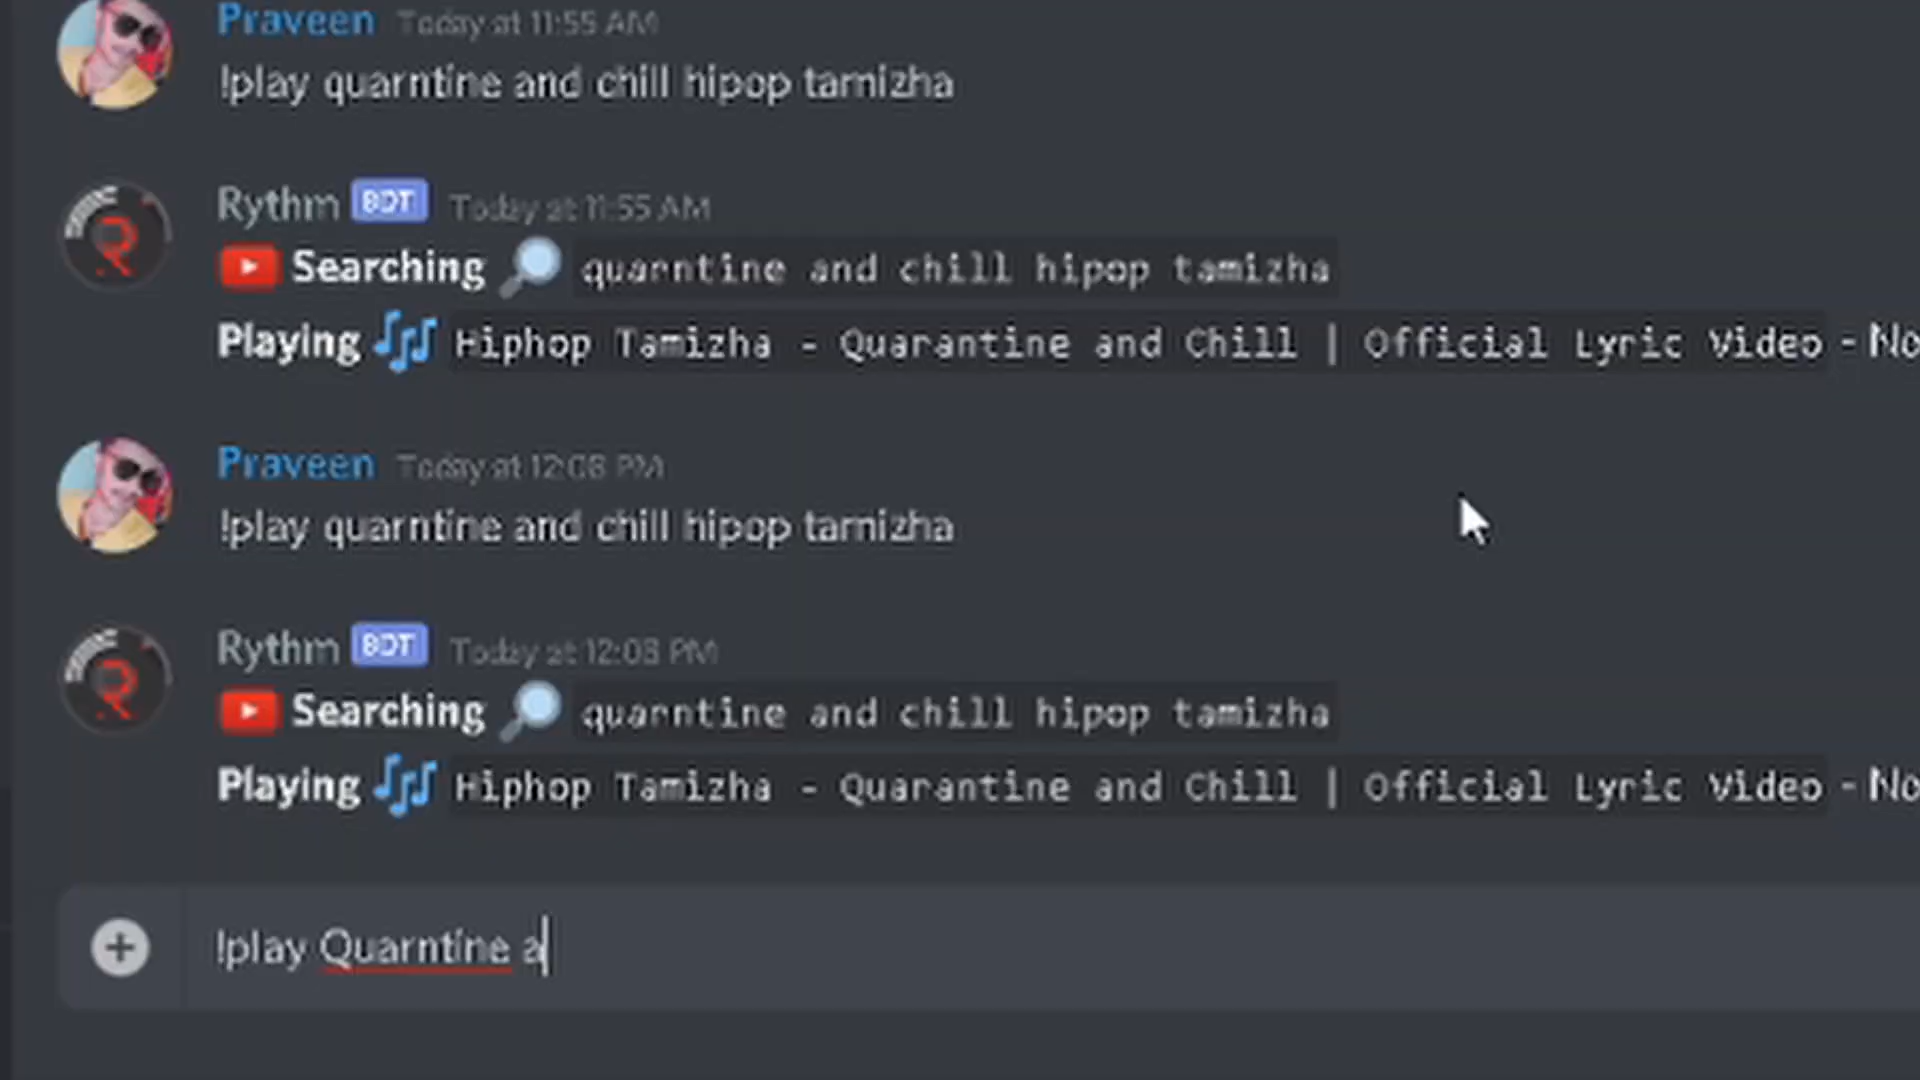 Praveen Today at 11:55 AM
!play quarntine and chill hipop tamizha
Rythm BOT Today at 11:55 AM
Searching quarntine and chill hipop tamizha
Playing Hiphop Tamizha - Quarantine and Chill | Official Lyric Video - No
Praveen Today at 12:08 PM
!play quarntine and chill hipop tamizha
Rythm BOT Today at 12:08 PM
Searching quarntine and chill hipop tamizha
Playing Hiphop Tamizha - Quarantine and Chill | Official Lyric Video - No
!play Quarntine a